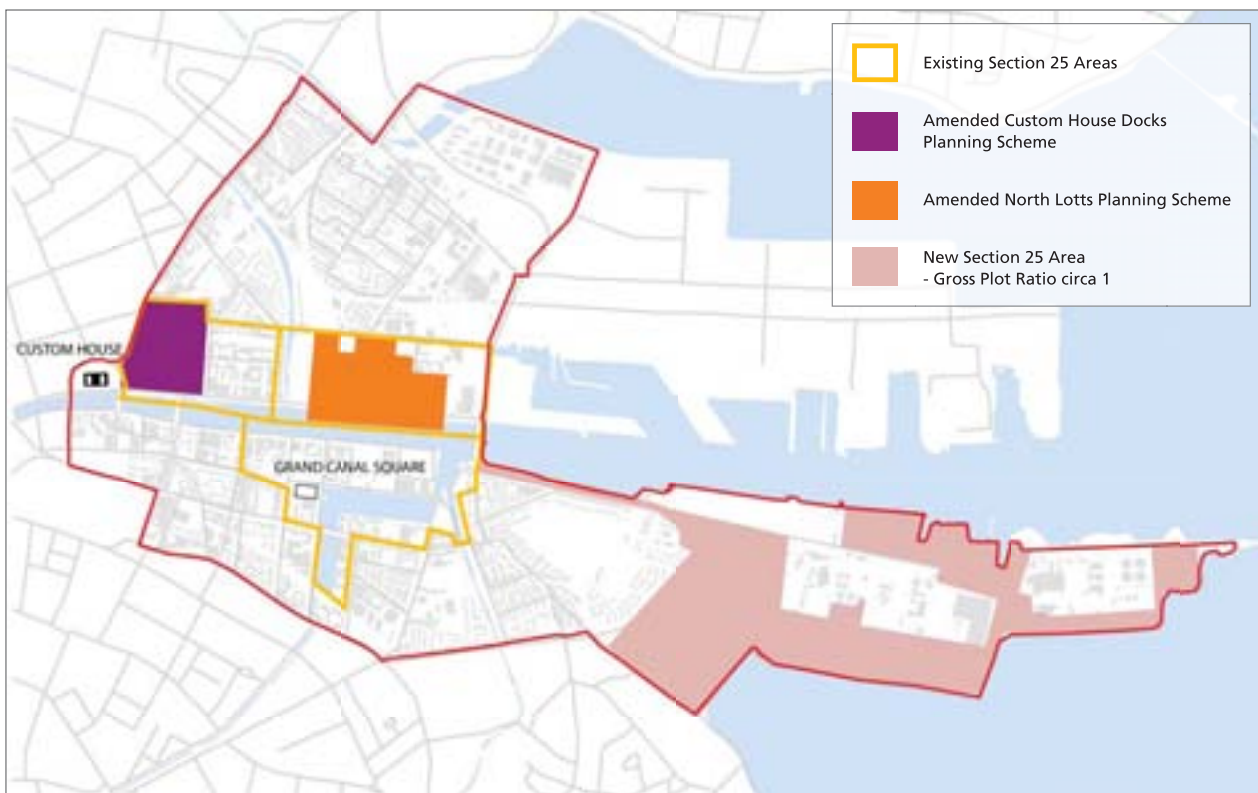 Existing Section 25 Areas
Amended Custom House Docks
Planning Scheme
Amended North Lotts Planning Scheme
New Section 25 Area
- Gross Plot Ratio circa 1
CUSTOM HOUSE
GRAND CANAL SQUARE